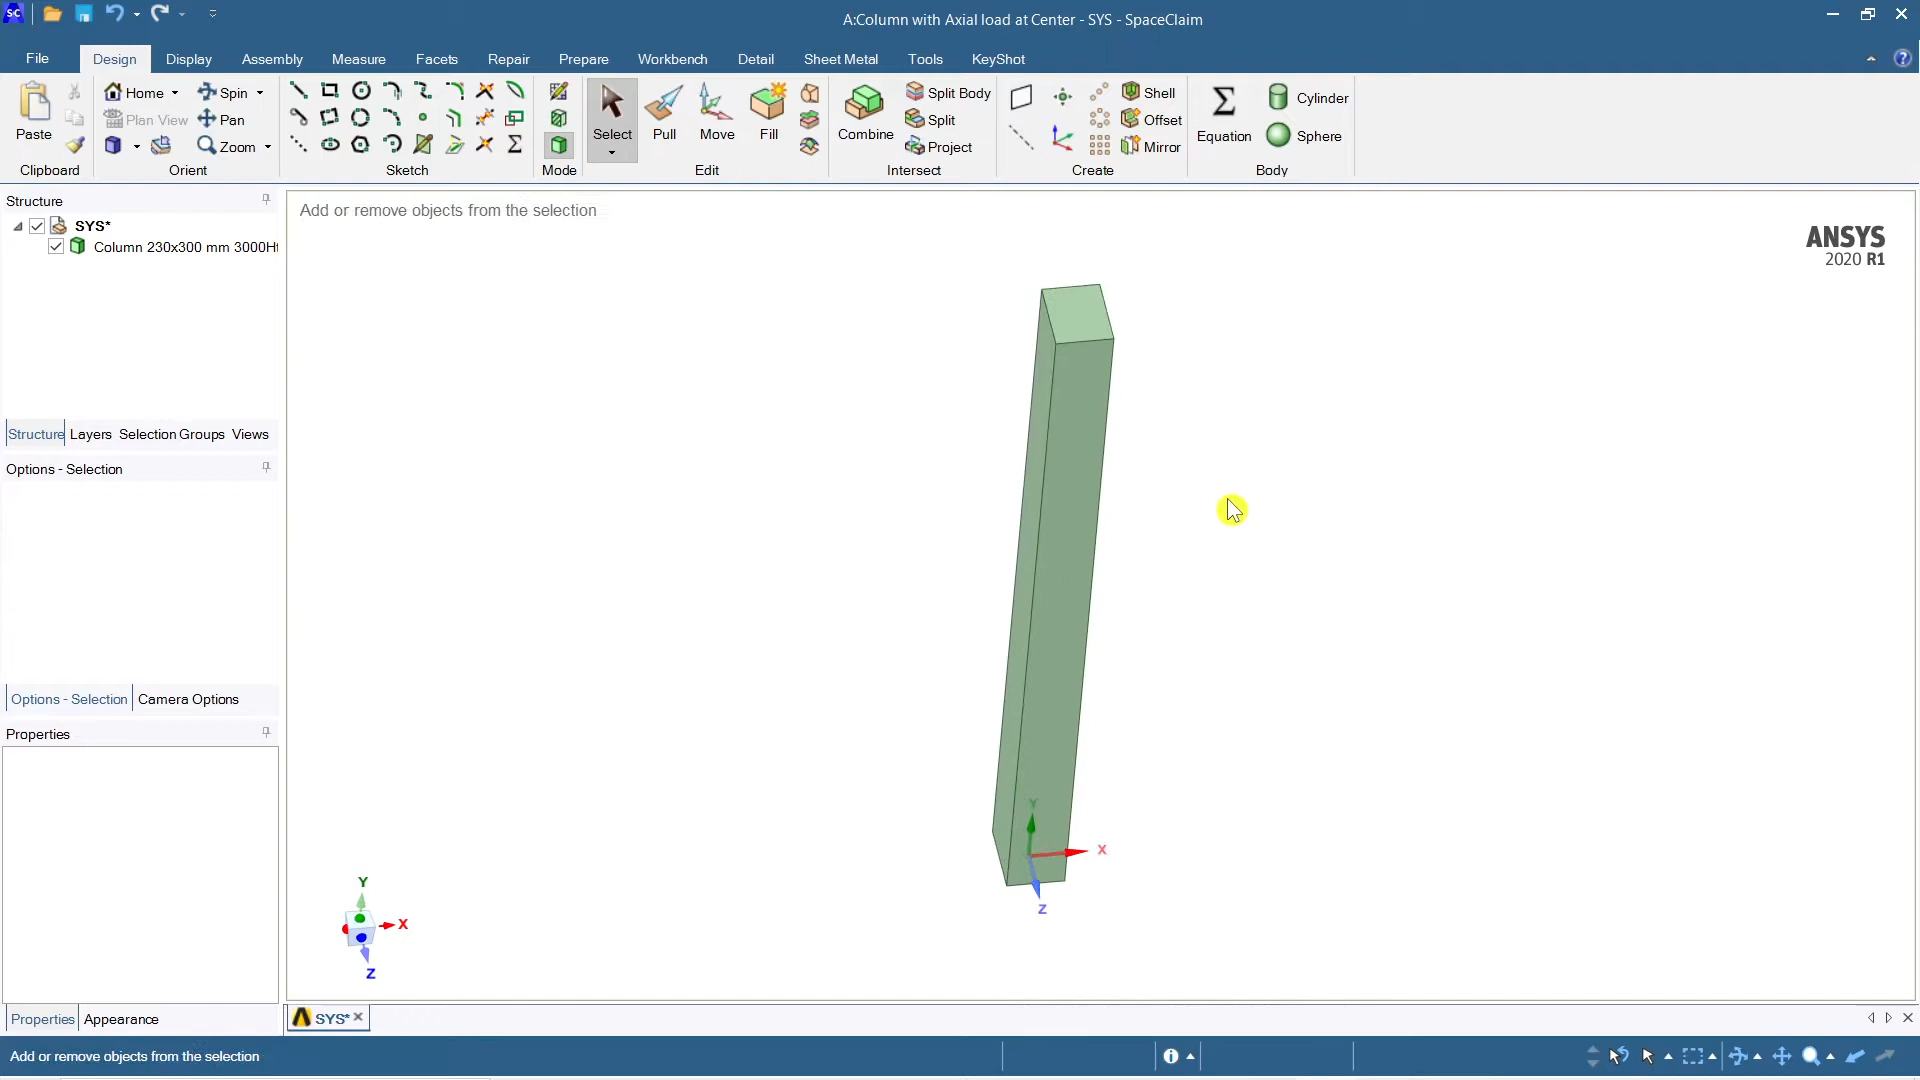 A:Column with Axial load at Center - SYS - SpaceClaim
File Design Display Assembly Measure Facets Repair Prepare Workbench Detail Sheet Metal Tools KeyShot
Paste
Clipboard
Home Spin
Plan View Pan
Zoom
Orient
Sketch
Mode
Select Pull Move Fill
Edit
Combine
Split Body
Split
Project
Intersect
Shell
Offset
Mirror
Create
Equation
Cylinder
Sphere
Body
Structure
SYS*
Column 230x300 mm 3000H
Structure Layers Selection Groups Views
Options - Selection
Options - Selection Camera Options
Properties
Properties Appearance
Add or remove objects from the selection
ANSYS
2020 R1
Y
X
Z
Y
X
Z
SYS*
Add or remove objects from the selection